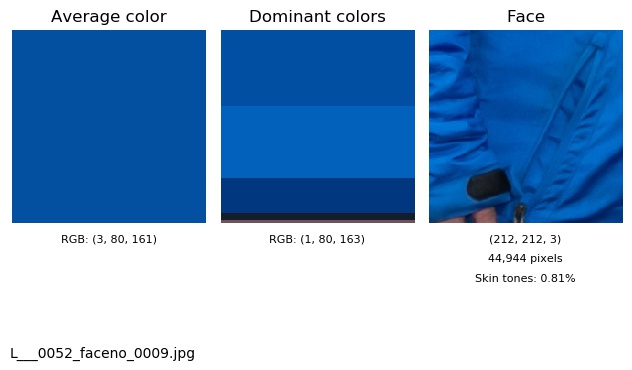 Average color
Dominant colors
Face
RGB: (3, 80, 161)
RGB: (1, 80, 163)
(212, 212, 3)
44,944 pixels
Skin tones: 0.81%
L___0052_faceno_0009.jpg